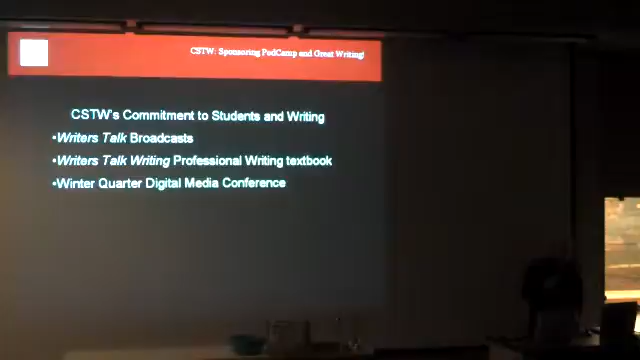 CSTW: Sponsoring PodCamp and Great Writing!
CSTW's Commitment to Students and Writing
•Writers Talk Broadcasts
•Writers Talk Writing Professional Writing textbook
•Winter Quarter Digital Media Conference